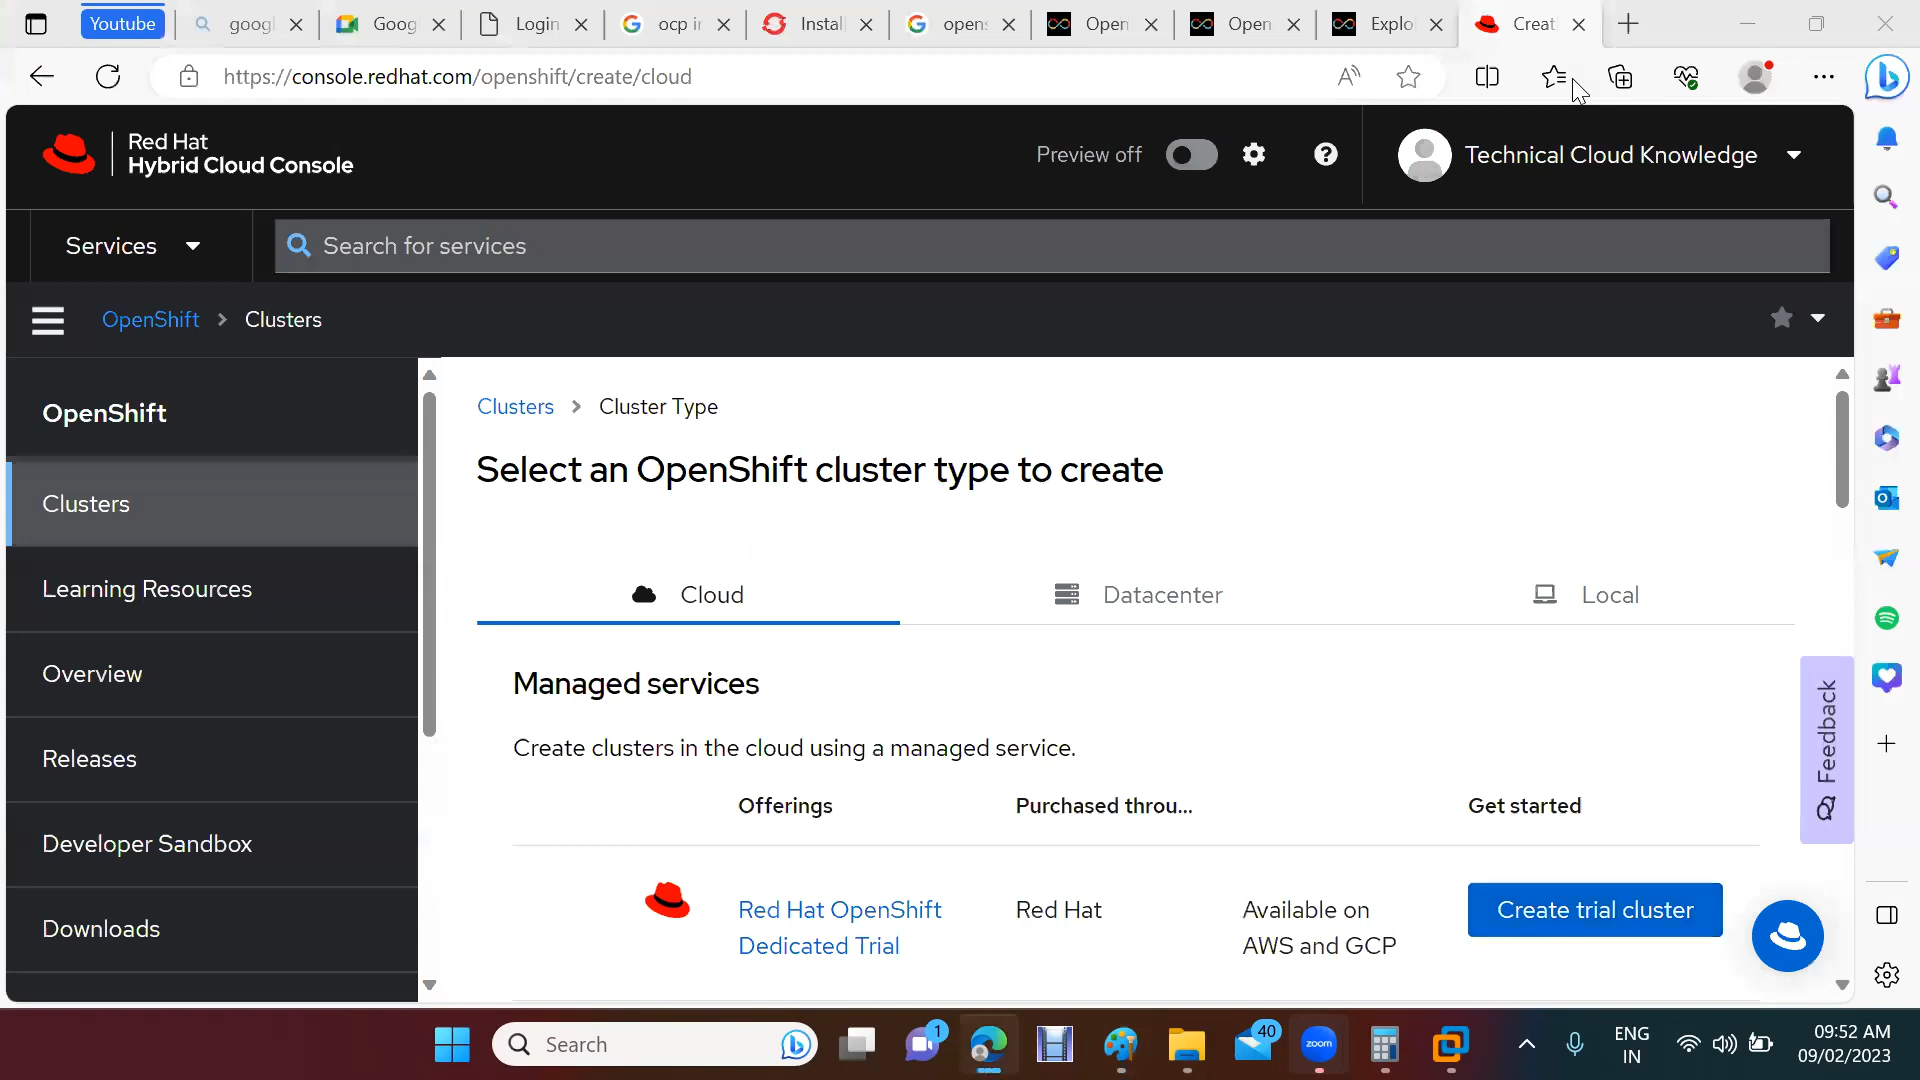 Youtube
googl
Goog
Login
ocp in
Install
opens
Open
Open
Explo
Creat
https://console.redhat.com/openshift/create/cloud
Red Hat
Hybrid Cloud Console
Preview off
Technical Cloud Knowledge
Services
Search for services
OpenShift
Clusters
OpenShift
Clusters
Learning Resources
Overview
Releases
Developer Sandbox
Downloads
Clusters
Cluster Type
Select an OpenShift cluster type to create
Cloud
Datacenter
Local
Managed services
Create clusters in the cloud using a managed service.
Offerings
Purchased throu...
Get started
Red Hat OpenShift
Dedicated Trial
Red Hat
Available on
AWS and GCP
Create trial cluster
Feedback
Search
1
40
zoom
ENG
IN
09:52 AM
09/02/2023